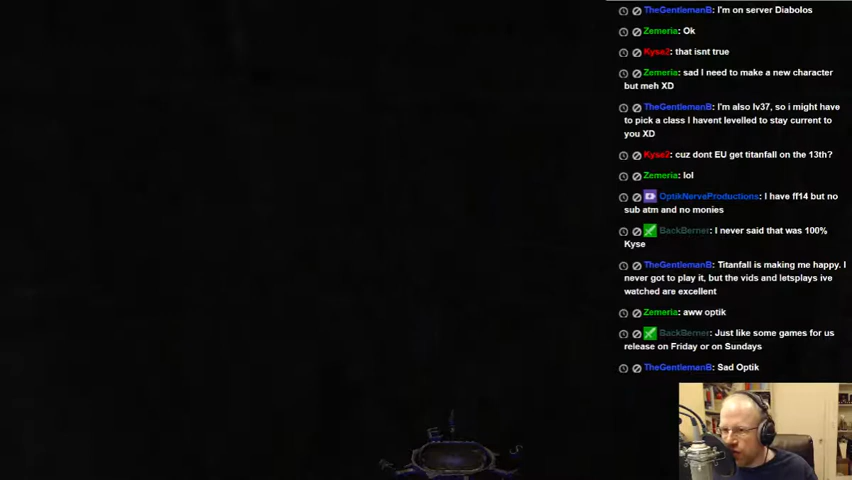 TheGentlemanB: I'm on server Diabolos
Zemeria: Ok
Kyse2: that isnt true
Zemeria: sad I need to make a new character
but meh XD
TheGentlemanB: I'm also lv37, so i might have
to pick a class I havent levelled to stay current to
you XD
Kyse2: cuz dont EU get titanfall on the 13th?
Zemeria: lol
OptikNerveProductions: I have ff14 but no
sub atm and no monies
BackBerner: I never said that was 100%
Kyse
TheGentlemanB: Titanfall is making me happy. I
never got to play it, but the vids and letsplays ive
watched are excellent
Zemeria: aww optik
BackBerner: Just like some games for us
release on Friday or on Sundays
TheGentlemanB: Sad Optik
E
S